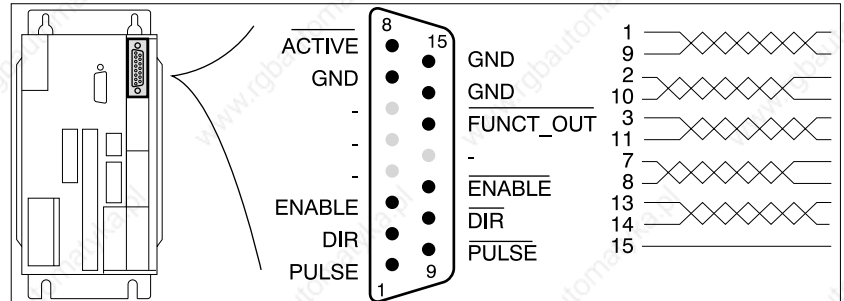 8
15
ACTIVE
GND
-
-
-
ENABLE
DIR
PULSE
1
GND
GND
FUNCT_OUT
-
ENABLE
DIR
PULSE
9
1
9
2
10
3
11
7
8
13
14
15